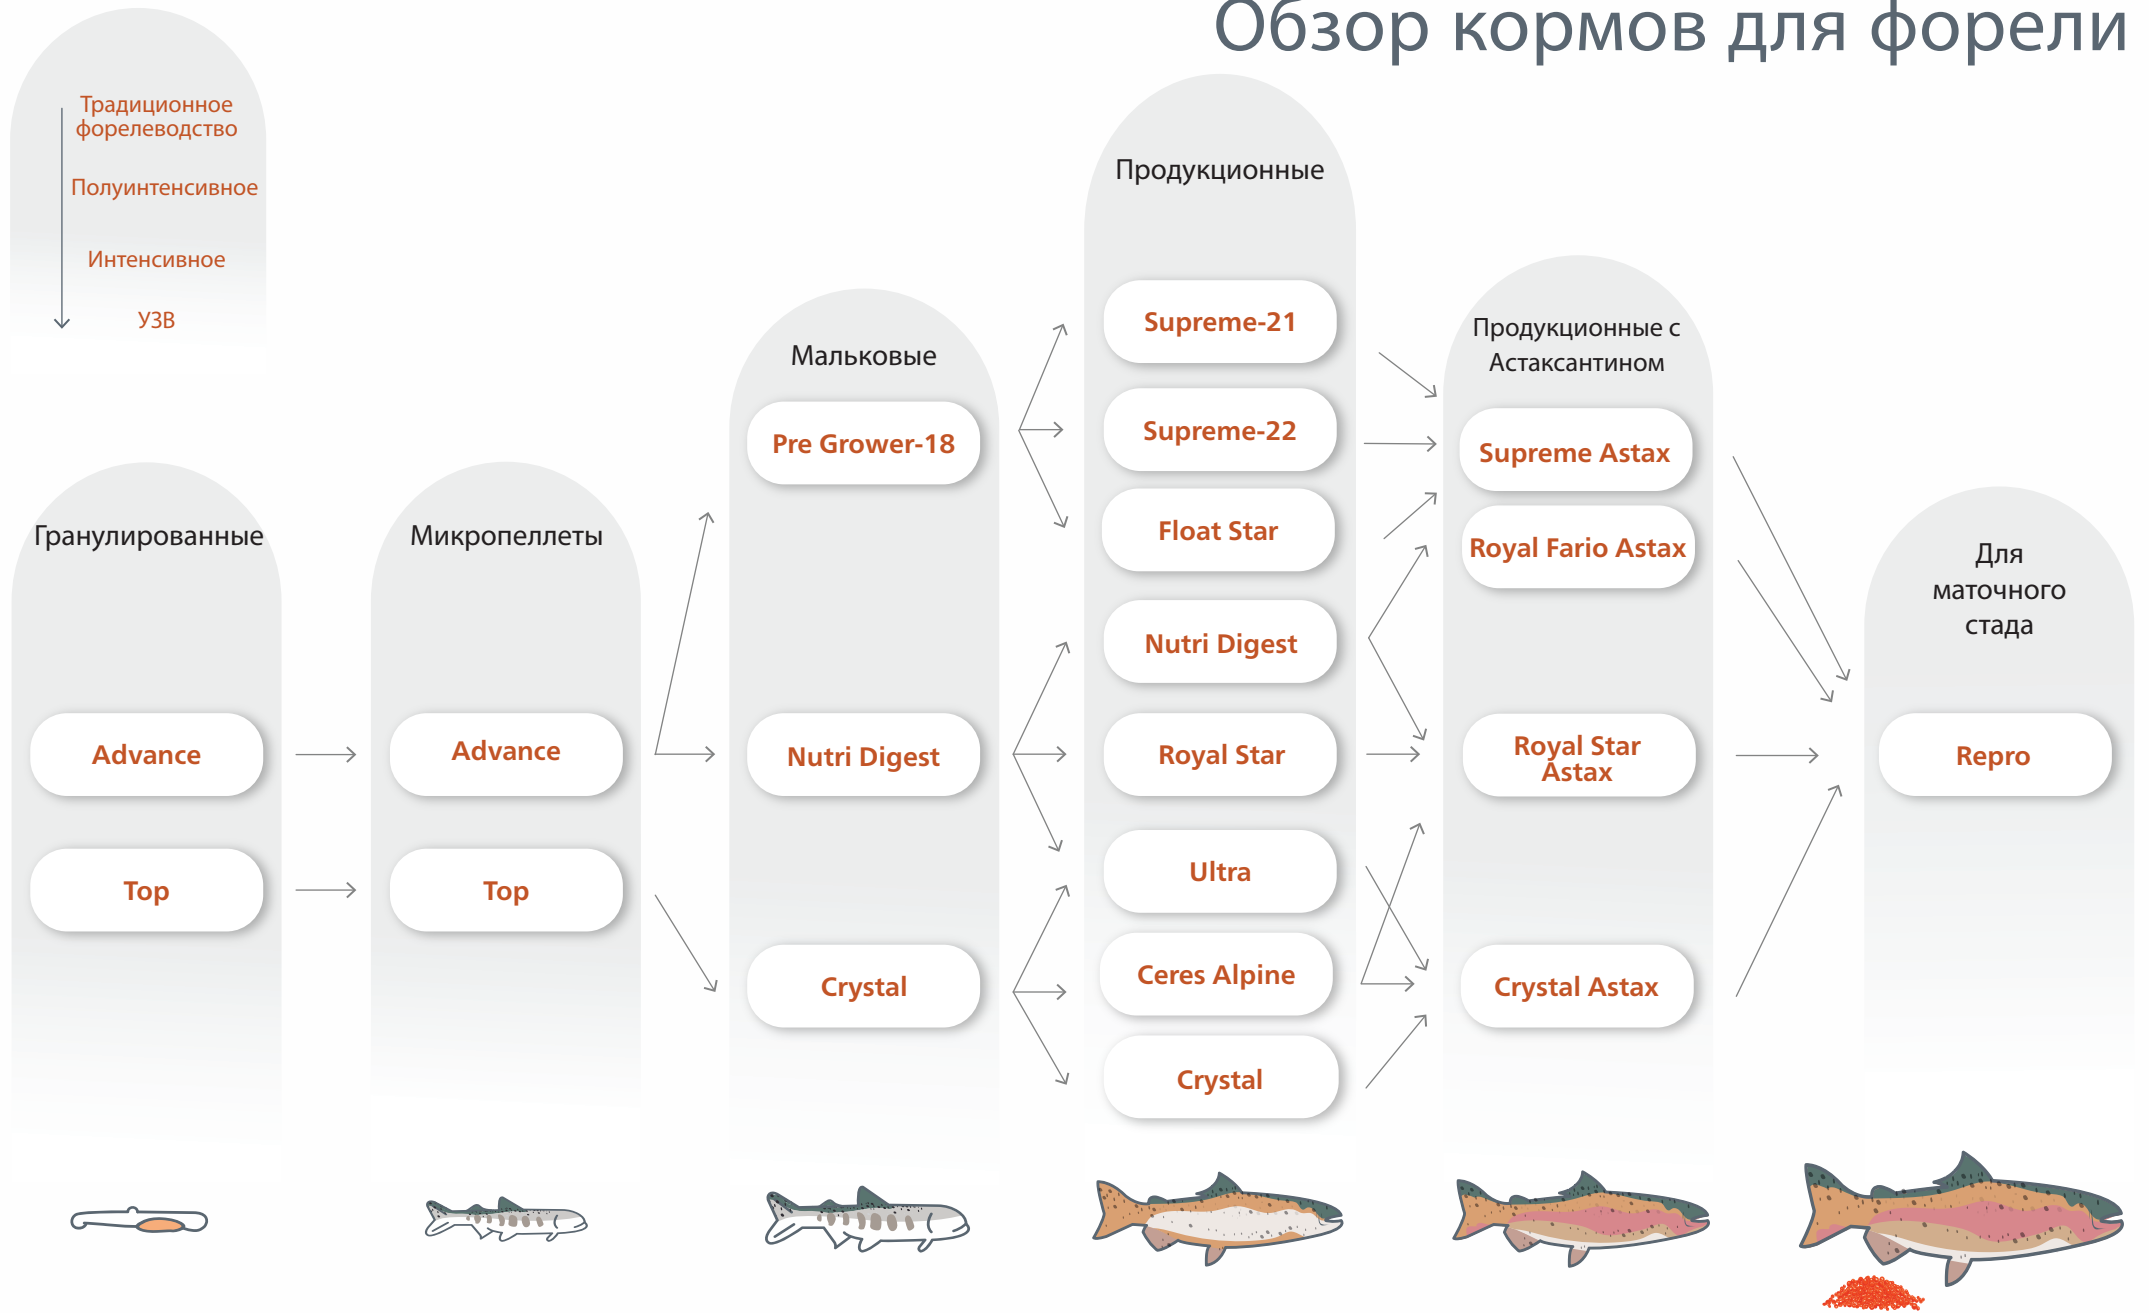 Обзор кормов для форели
Традиционное
форелеводство
Полуинтенсивное
Интенсивное
УЗВ
Гранулированные
Advance
Top
Микропеллеты
Advance
Top
Мальковые
Pre Grower-18
Nutri Digest
Crystal
Продукционные
Supreme-21
Supreme-22
Float Star
Nutri Digest
Royal Star
Ultra
Ceres Alpine
Crystal
Продукционные с
Астаксантином
Supreme Astax
Royal Fario Astax
Royal Star
Astax
Crystal Astax
Для
маточного
стада
Repro